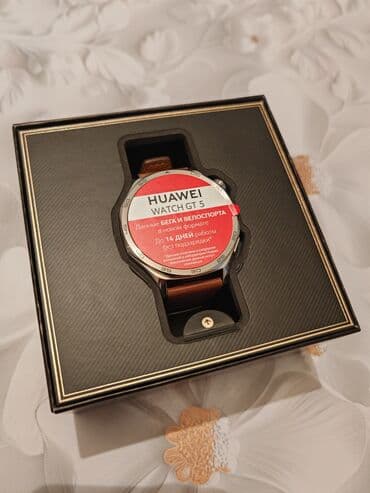 HUAWEI
WATCH GT 5
Данные БЕГА И ВЕЛОСПОРТА
в новом формате
До 14 ДНЕЙ работы
без подзарядки*